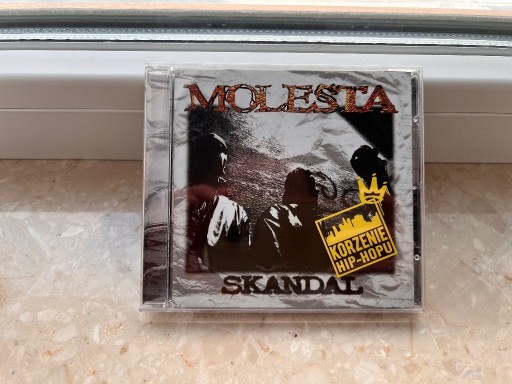 MOLESTA
KORZENIE
HIP-HOPU
SKANDAL